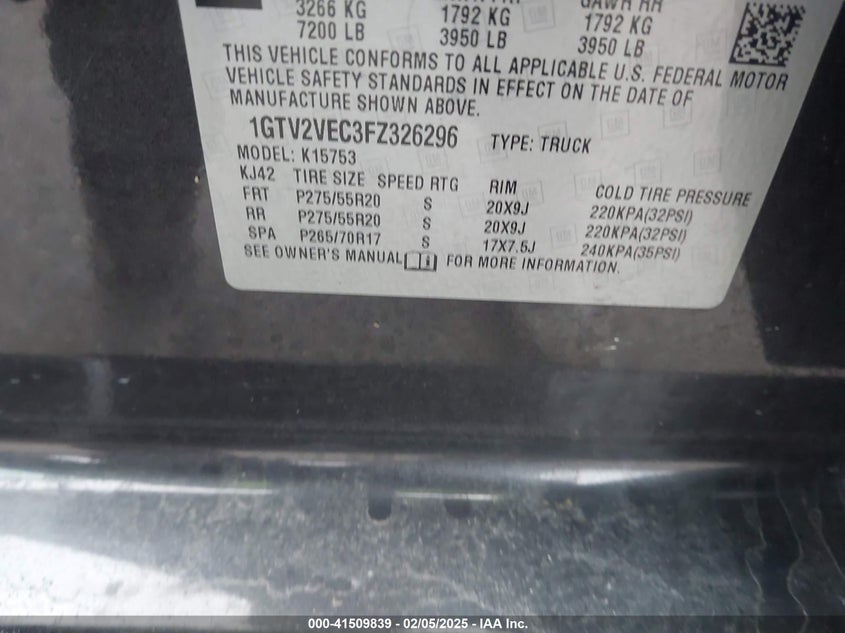 3266 KG 1792 KG 1792 KG
7200 LB 3950 LB 3950 LB
THIS VEHICLE CONFORMS TO ALL APPLICABLE U.S. FEDERAL MOTOR
VEHICLE SAFETY STANDARDS IN EFFECT ON THE DATE OF
MANUFACTURE SHOWN ABOVE.
1GTV2VEC3FZ326296 TYPE: TRUCK
MODEL: K15753
KJ42 TIRE SIZE SPEED RTG RIM COLD TIRE PRESSURE
FRT P275/55R20 S 20X9J 220KPA(32PSI)
RR P275/55R20 S 20X9J 220KPA(32PSI)
SPA P265/70R17 S 17X7.5J 240KPA(35PSI)
SEE OWNER'S MANUAL FOR MORE INFORMATION.
000-41509839 - 02/05/2025 - IAA Inc.